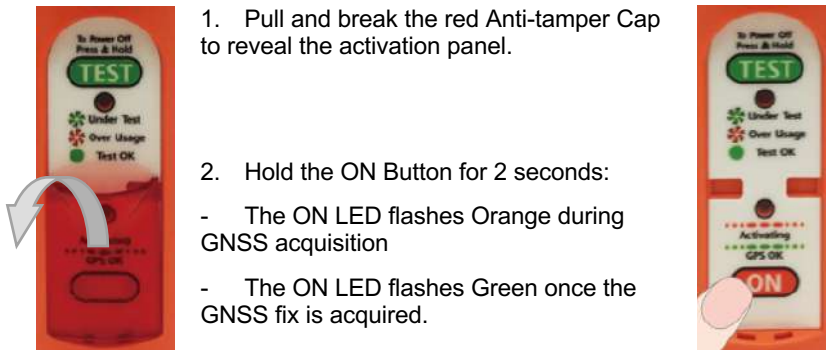 To Power Off
Press & Hold
TEST
Under Test
Over Usage
Test OK
GPS OK
1. Pull and break the red Anti-tamper Cap
to reveal the activation panel.
2. Hold the ON Button for 2 seconds:
- The ON LED flashes Orange during
GNSS acquisition
- The ON LED flashes Green once the
GNSS fix is acquired.
To Power Off
Press & Hold
TEST
Under Test
Over Usage
Test OK
Activating
GPS OK
ON